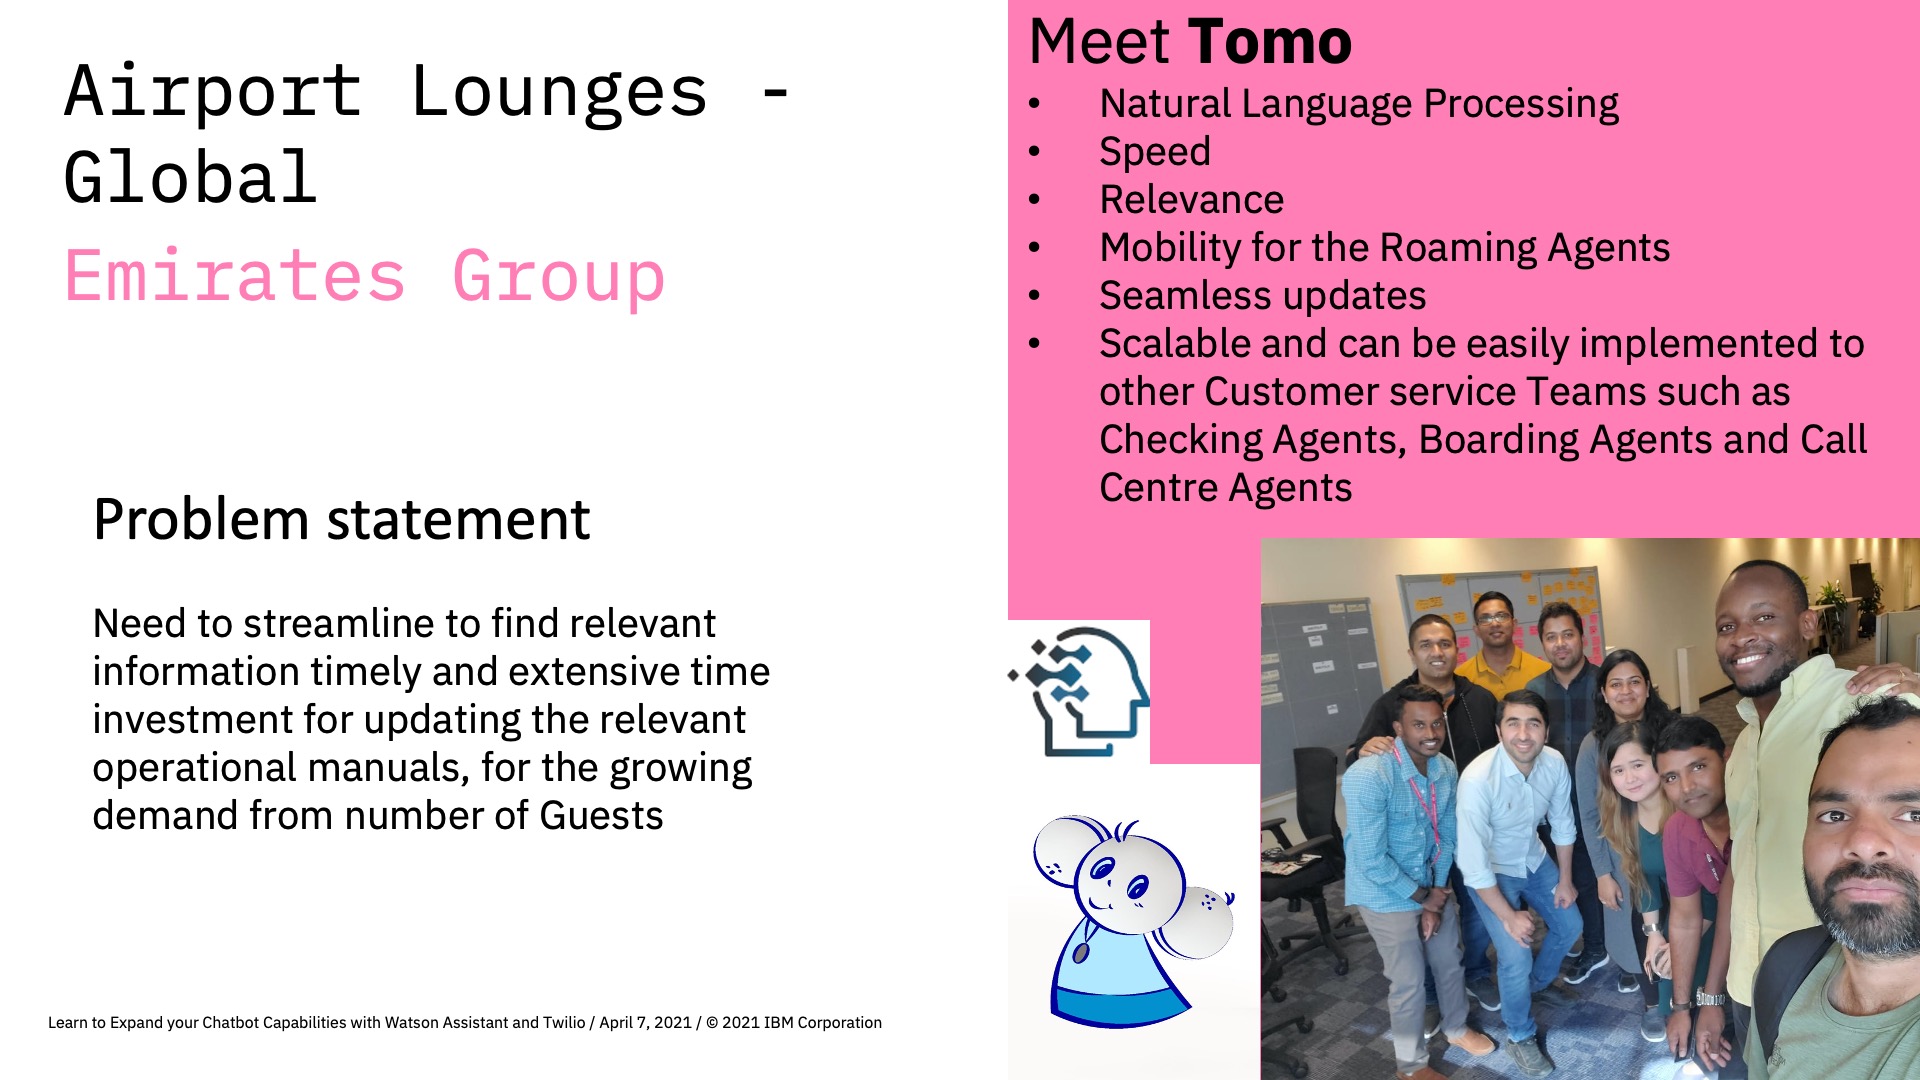 Airport Lounges -
Global
Emirates Group
Problem statement
Need to streamline to find relevant
information timely and extensive time
investment for updating the relevant
operational manuals, for the growing
demand from number of Guests
Learn to Expand your Chatbot Capabilities with Watson Assistant and Twilio / April 7, 2021 / © 2021 IBM Corporation
Meet Tomo
• Natural Language Processing
• Speed
• Relevance
• Mobility for the Roaming Agents
• Seamless updates
• Scalable and can be easily implemented to
other Customer service Teams such as
Checking Agents, Boarding Agents and Call
Centre Agents